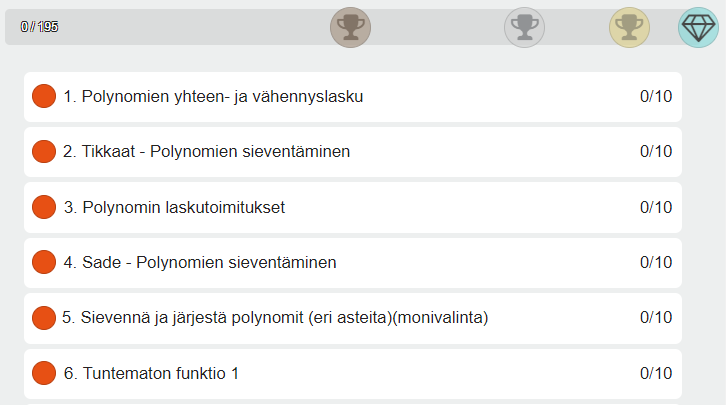 0 / 195
1. Polynomien yhteen- ja vähennyslasku 0/10
2. Tikkaat - Polynomien sieventäminen 0/10
3. Polynomin laskutoimitukset 0/10
4. Sade - Polynomien sieventäminen 0/10
5. Sievennä ja järjestä polynomit (eri asteita)(monivalinta) 0/10
6. Tuntematon funktio 1 0/10